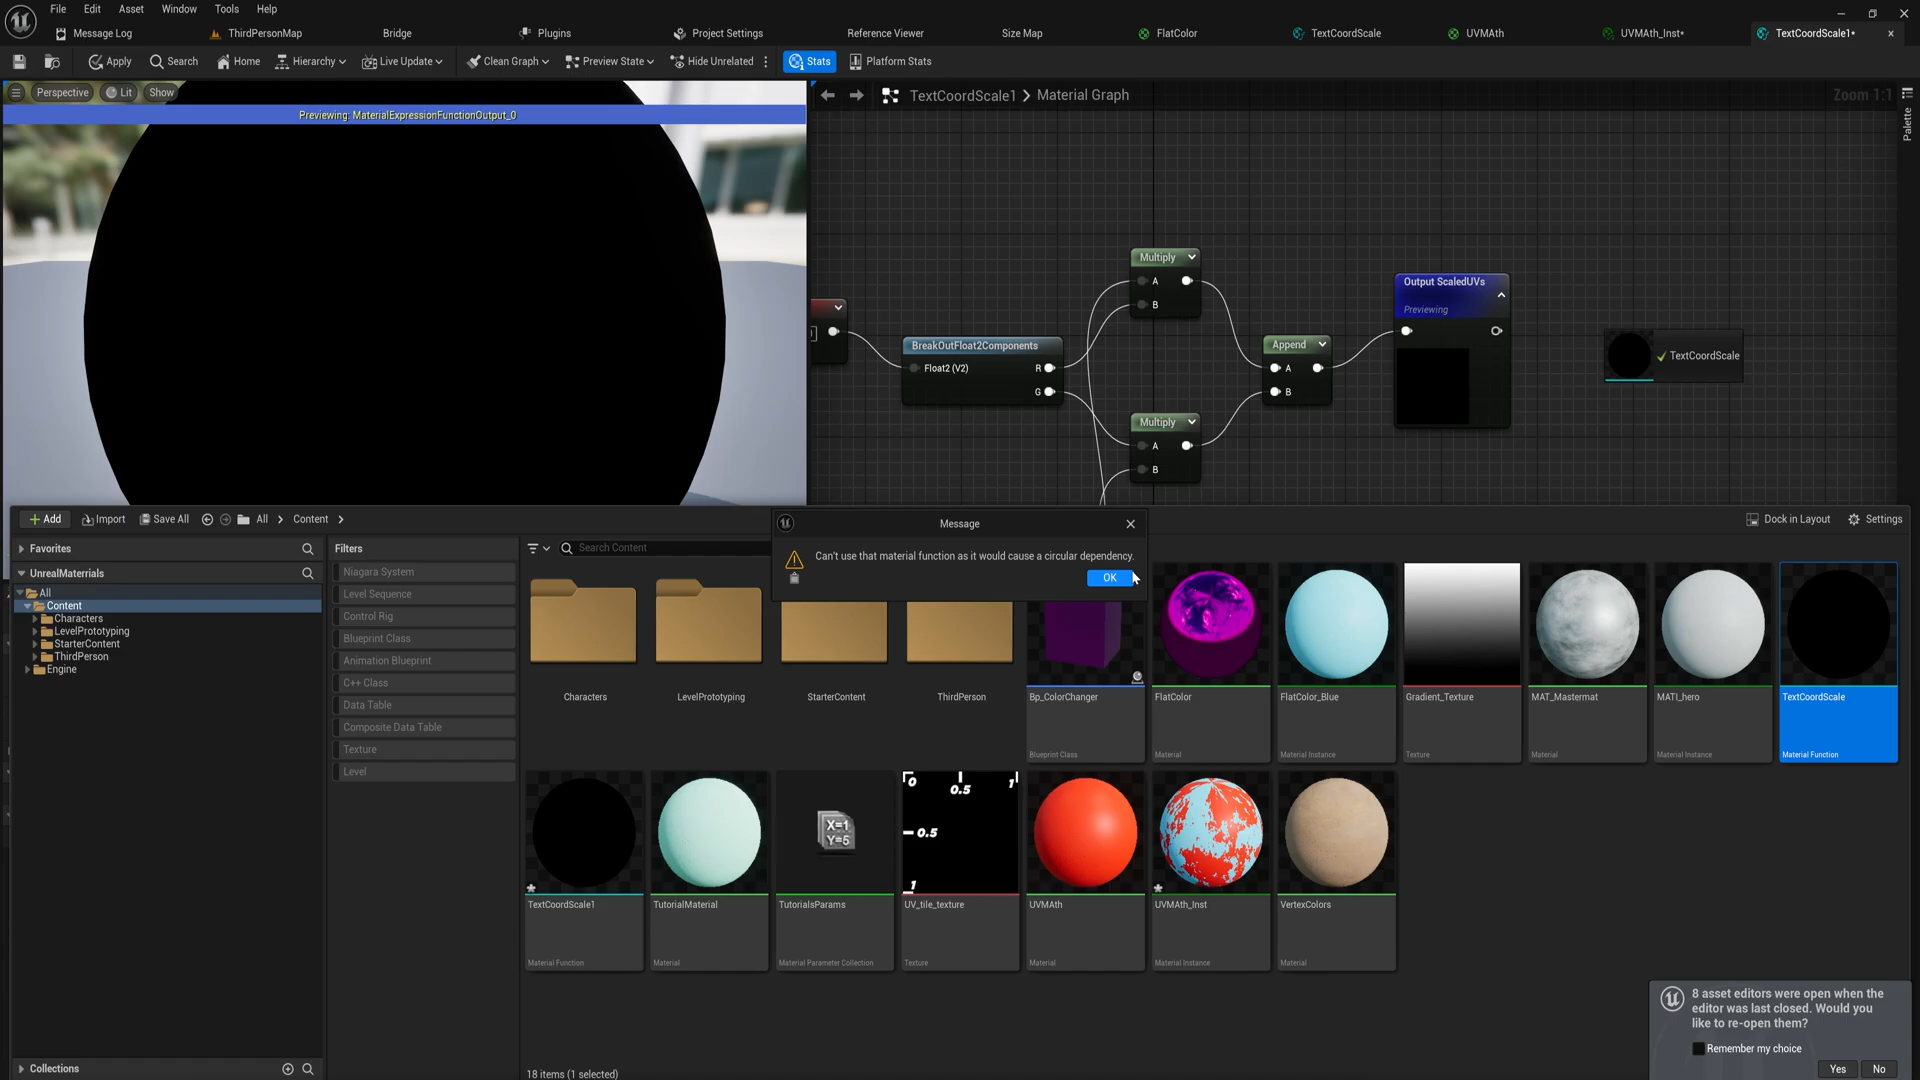 File Edit Asset Window Tools Help
Message Log ThirdPersonMap Bridge Plugins Project Settings Reference Viewer Size Map FlatColor TextCoordScale UVMAth UVMAth_Inst* TextCoordScale1*
Apply Search Home Hierarchy Live Update Clean Graph Preview State Hide Unrelated Stats Platform Stats
Perspective Lit Show
Previewing: MaterialExpressionFunctionOutput_0
TextCoordScale1 > Material Graph Zoom 1:1
Palette
Multiply
A
B
BreakOutFloat2Components
Float2 (V2) R
G
Multiply
A
B
Append
A
B
Output ScaledUVs
Previewing
TextCoordScale
Add Import Save All All > Content > Dock in Layout Settings
Favorites
UnrealMaterials
All
Content
Characters
LevelPrototyping
StarterContent
ThirdPerson
Engine
Collections
Filters
Niagara System
Level Sequence
Control Rig
Blueprint Class
Animation Blueprint
C++ Class
Data Table
Composite Data Table
Texture
Level
Search Content
Message
Can't use that material function as it would cause a circular dependency.
OK
Characters LevelPrototyping StarterContent ThirdPerson Bp_ColorChanger FlatColor FlatColor_Blue Gradient_Texture MAT_Mastermat MATI_hero TextCoordScale
Blueprint Class Material Material Instance Texture Material Material Instance Material Function
X=1
Y=5
0 0.5 1
0.5
1
TextCoordScale1 TutorialMaterial TutorialsParams UV_tile_texture UVMAth UVMAth_Inst VertexColors
Material Function Material Material Parameter Collection Texture Material Material Instance Material
18 items (1 selected)
8 asset editors were open when the
editor was last closed. Would you
like to re-open them?
Remember my choice
Yes No